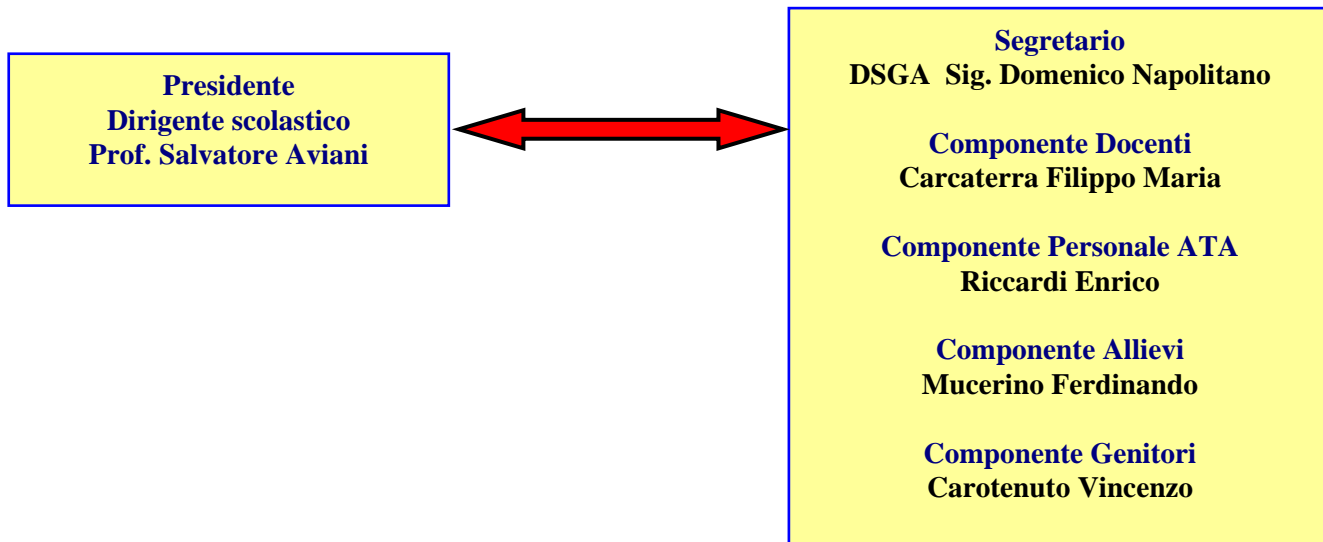 Presidente
Dirigente scolastico
Prof. Salvatore Aviani
Segretario
DSGA Sig. Domenico Napolitano
Componente Docenti
Carcaterra Filippo Maria
Componente Personale ATA
Riccardi Enrico
Componente Allievi
Mucerino Ferdinando
Componente Genitori
Carotenuto Vincenzo